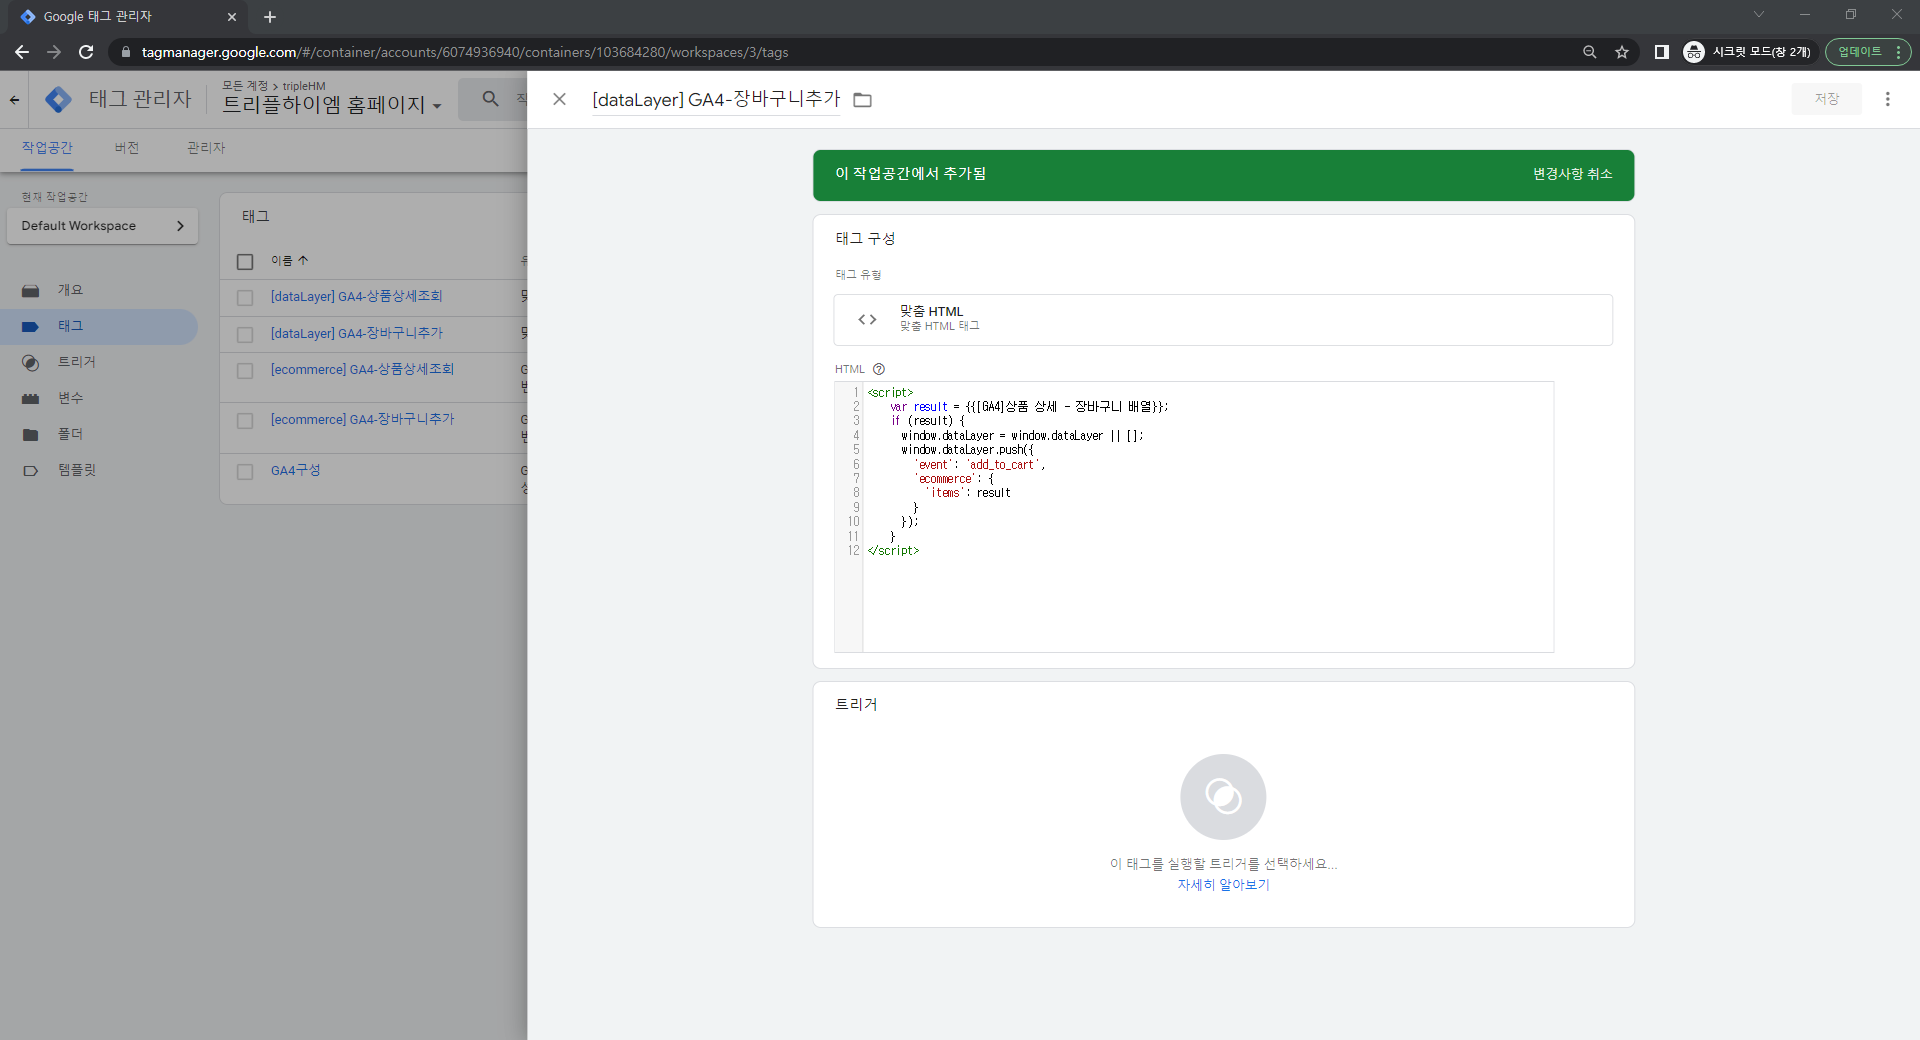 Google 태그 관리자
tagmanager.google.com/#/container/accounts/6074936940/containers/103684280/workspaces/3/tags
시크릿 모드(창 2개)
업데이트
태그 관리자
모든 계정 > tripleHM
트리플하이엠 홈페이지
작
[dataLayer] GA4-장바구니추가
저장
작업공간
버전
관리자
현재 작업공간
Default Workspace
개요
태그
트리거
변수
폴더
템플릿
태그
이름
[dataLayer] GA4-상품상세조회
[dataLayer] GA4-장바구니추가
[ecommerce] GA4-상품상세조회
[ecommerce] GA4-장바구니추가
GA4구성
이 작업공간에서 추가됨
변경사항 취소
태그 구성
태그 유형
맞춤 HTML
맞춤 HTML 태그
HTML
1 <script>
2 var result = {{[GA4]상품 상세 - 장바구니 배열}};
3 if (result) {
4 window.dataLayer = window.dataLayer || [];
5 window.dataLayer.push({
6 'event': 'add_to_cart',
7 'ecommerce': {
8 'items': result
9 }
10 });
11 }
12 </script>
트리거
이 태그를 실행할 트리거를 선택하세요...
자세히 알아보기